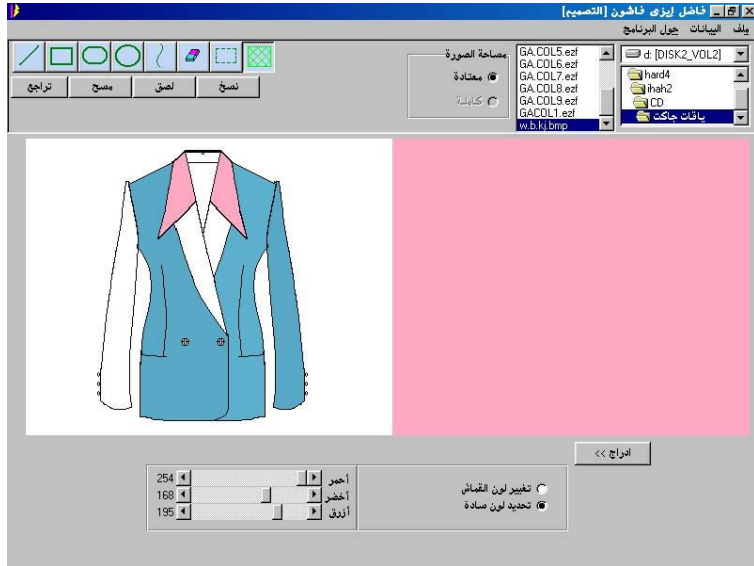 فاضل إيزى فاشون [التصميم]
ملف البيانات حول البرنامج
d: [DISK2_VOL2]
hard4
ihah2
CD
ياقات جاكت
GA.COL5.ezf
GA.COL6.ezf
GA.COL7.ezf
GA.COL8.ezf
GA.COL9.ezf
GACOL1.ezf
w.b.kj.bmp
مساحة الصورة
معتادة
كاملة
نسخ لصق مسح تراجع
ادراج >>
تغيير لون القماش
تحديد لون سادة
أحمر 254
أخضر 168
أزرق 195